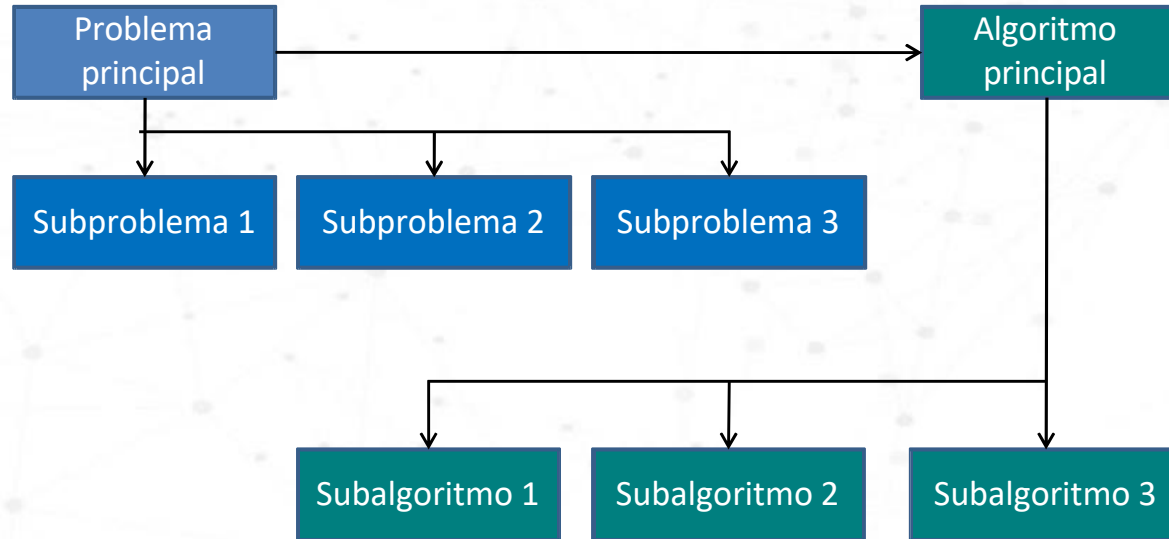 Problema
principal
Algoritmo
principal
Subproblema 1
Subproblema 2
Subproblema 3
Subalgoritmo 1
Subalgoritmo 2
Subalgoritmo 3